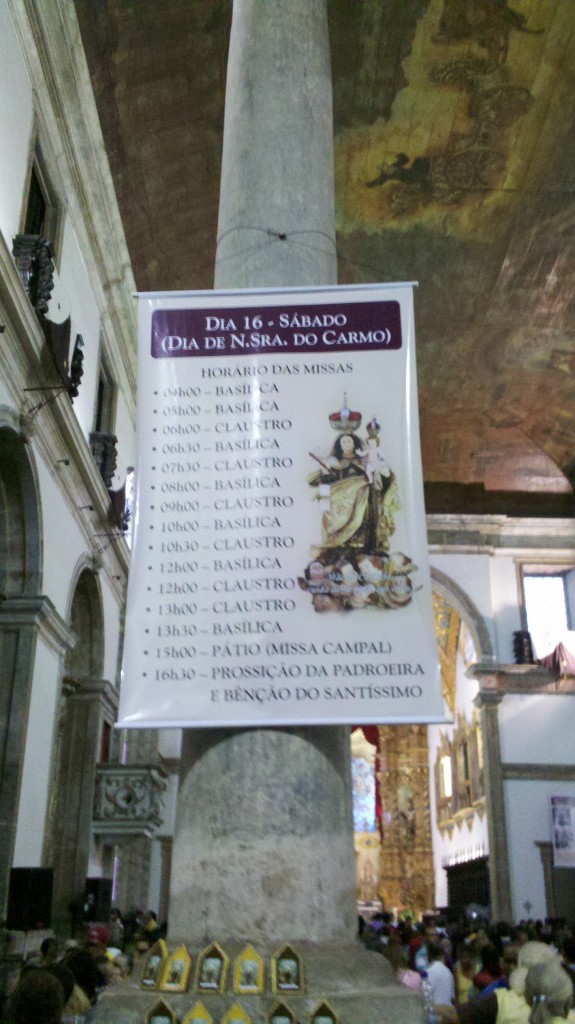 DIA 16 - SÁBADO
(DIA DE N.SRA. DO CARMO)
HORÁRIO DAS MISSAS
• 04h00 – BASÍLICA
• 05h00 – BASÍLICA
• 06h00 – CLAUSTRO
• 06h30 – BASÍLICA
• 07h30 – CLAUSTRO
• 08h00 – BASÍLICA
• 09h00 – CLAUSTRO
• 10h00 – BASÍLICA
• 10h30 – CLAUSTRO
• 12h00 – BASÍLICA
• 12h00 – CLAUSTRO
• 13h00 – CLAUSTRO
• 13h30 – BASÍLICA
• 15h00 – PÁTIO (MISSA CAMPAL)
• 16h30 – PROSSIÇÃO DA PADROEIRA
E BÊNÇÃO DO SANTÍSSIMO